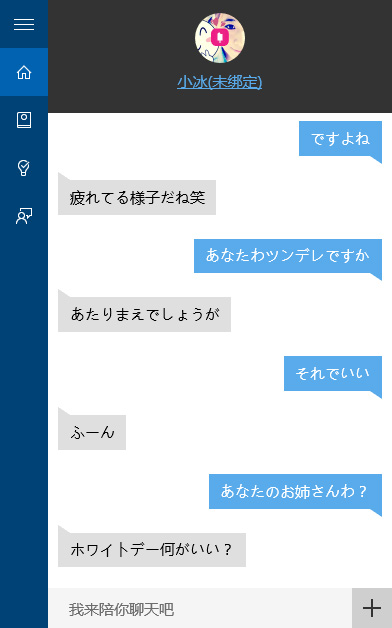 小冰(未绑定)
ですよね
疲れてる様子だね笑
あなたわツンデレですか
あたりまえでしょうが
それでいい
ふーん
あなたのお姉さんわ？
ホワイトデー何がいい？
我来陪你聊天吧